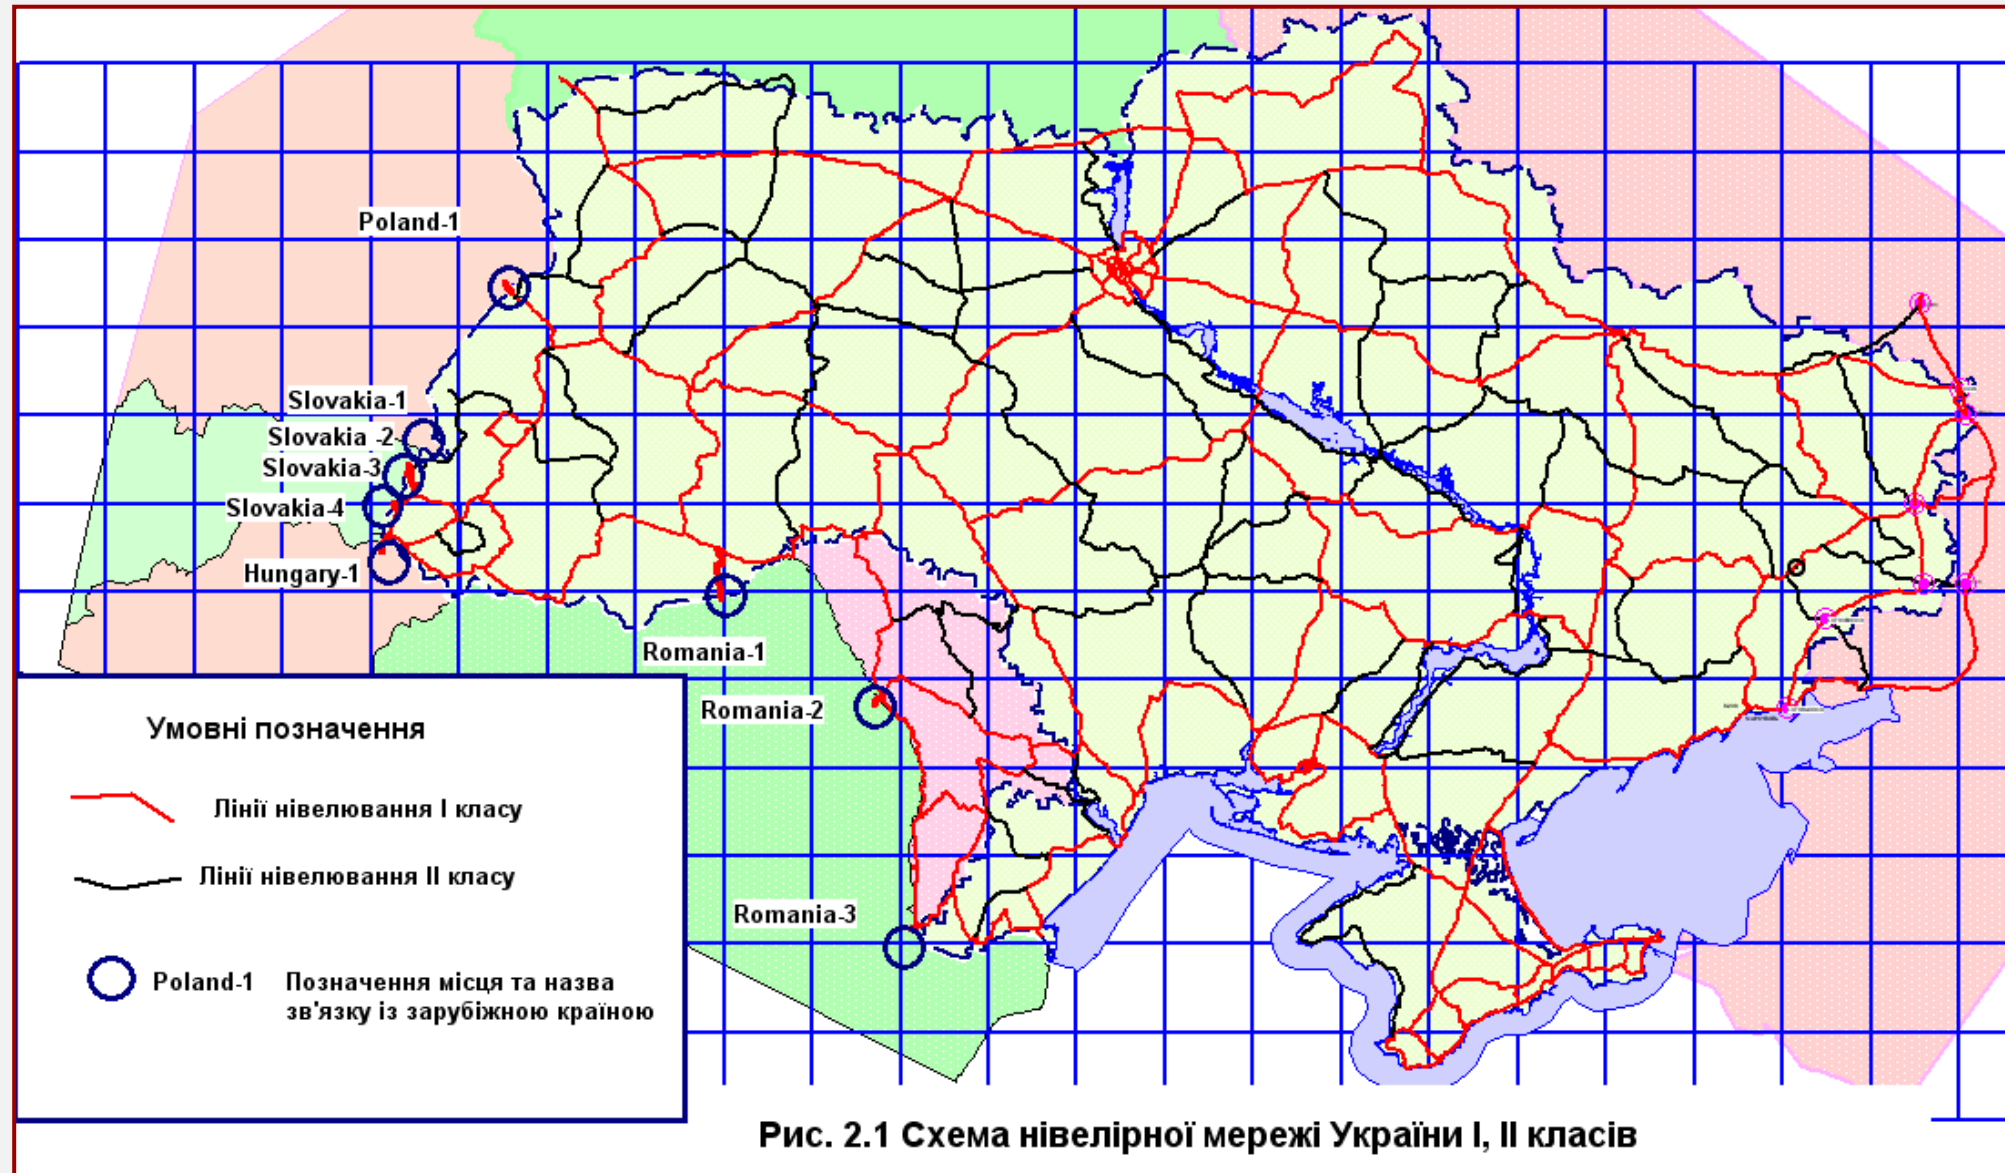 Poland-1
Slovakia-1
Slovakia -2
Slovakia-3
Slovakia-4
Hungary-1
Romania-1
Romania-2
Romania-3
Умовні позначення
Лінії нівелювання I класу
Лінії нівелювання II класу
Poland-1 Позначення місця та назва
зв'язку із зарубіжною країною
Рис. 2.1 Схема нівелірної мережі України I, II класів